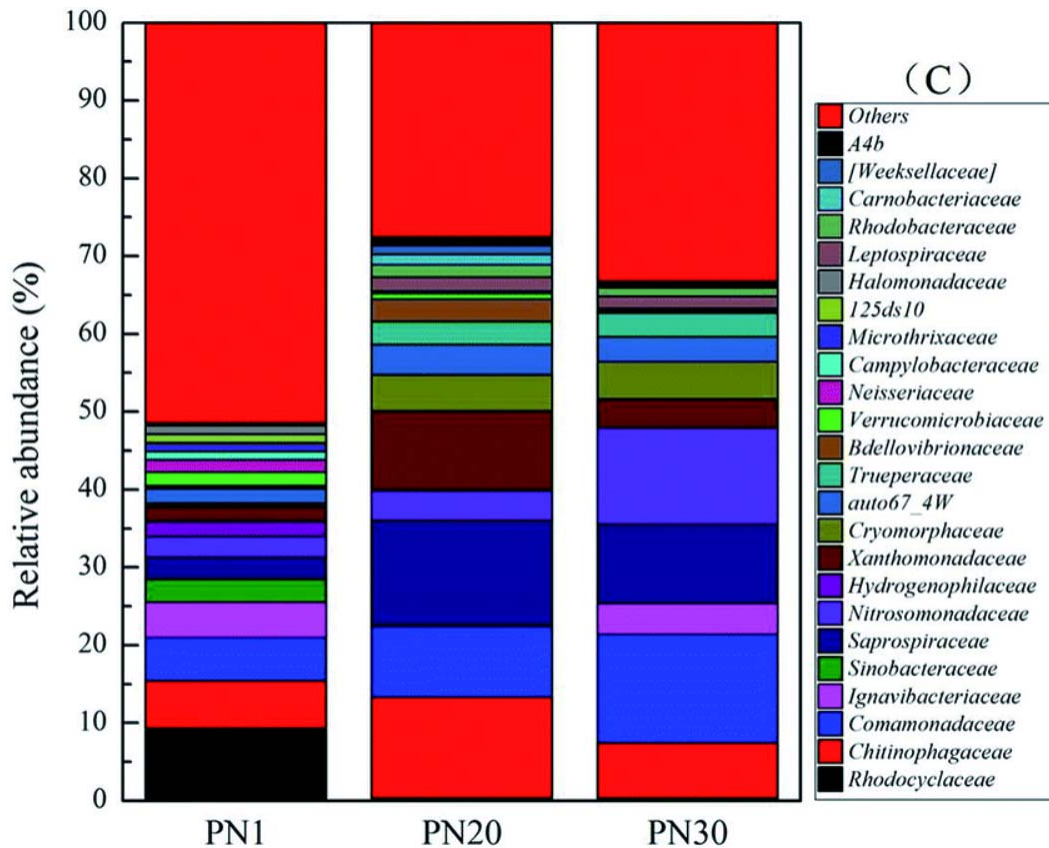 100
90
80
70
60
50
40
30
20
10
0
Relative abundance (%)
PN1
PN20
PN30
(C)
Others
A4b
[Weeksellaceae]
Carnobacteriaceae
Rhodobacteraceae
Leptospiraceae
Halomonadaceae
125ds10
Microthrixaceae
Campylobacteraceae
Neisseriaceae
Verrucomicrobiaceae
Bdellovibrionaceae
Trueperaceae
auto67_4W
Cryomorphaceae
Xanthomonadaceae
Hydrogenophilaceae
Nitrosomonadaceae
Saprospiraceae
Sinobacteraceae
Ignavibacteriaceae
Comamonadaceae
Chitinophagaceae
Rhodocyclaceae